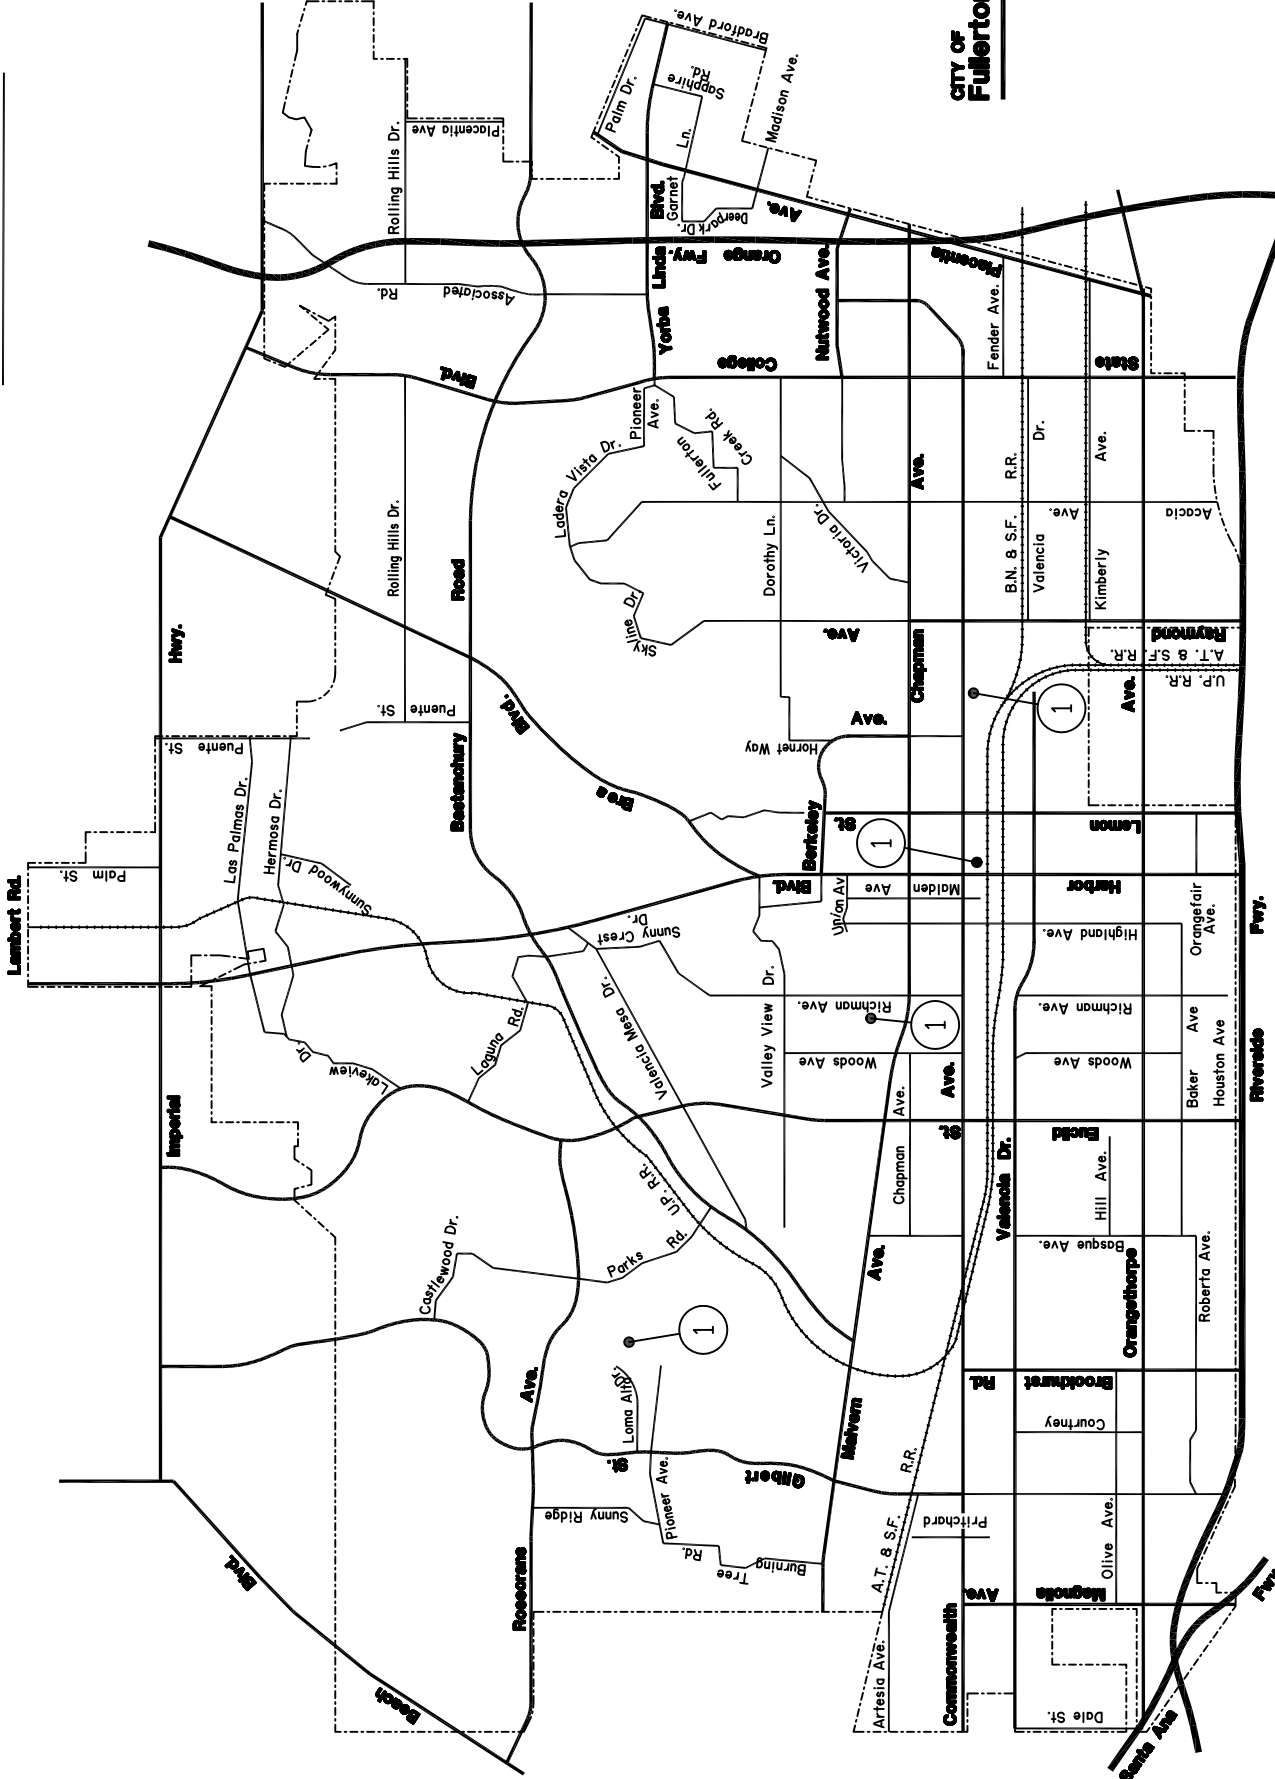 CITY OF
Fullerto
Bradford Ave.
Palm Dr.
Sapphire
Rd.
Madison Ave.
Ln.
Garnet
Deerpark Dr.
Placentia Ave
Rolling Hills Dr.
Blvd.
Linda
Yorba
Ave.
Placentia
Orange
Fwy.
Associated
Rd.
Nutwood Ave.
Fender Ave.
College
State
Blvd.
Pioneer
Ave.
Fullerton
Creek Rd.
Ladera Vista Dr.
Skyline Dr.
Rolling Hills Dr.
Road
Dorothy Ln.
Victoria Dr.
Ave.
R.R.
B.N. & S.F.
Dr.
Valencia
Ave.
Kimberly
Ave.
Acacia
Hwy.
Ave.
Raymond
Chapman
A.T. & S.F. R.R.
U.P. R.R.
Ave.
Puente
St.
Puente
St.
Blvd.
Brea
Bastanchury
Hornet Way
Ave.
Berkeley
Las Palmas Dr.
Hermosa Dr.
Sunnywood Dr.
Palm St.
Lambert Rd.
St.
Lemon
1
1
Blvd.
Harbor
Union Av
Malden
Ave
Highland Ave.
Orangefair
Ave.
Fwy.
Riverside
Sunny Crest
Dr.
Richman Ave
Richman Ave.
Woods Ave
Woods Ave
Valley View
Dr.
Valencia Mesa
Dr.
Laguna
Rd.
Lakeview
Dr.
1
Baker
Ave
Houston Ave
Imperial
Ave.
St.
Euclid
Ave.
Chapman
Valencia Dr.
Hill Ave.
Basque Ave.
U.P. R.R.
Parks
Rd.
Castlewood Dr.
1
Ave.
Orangethorpe
Roberta Ave.
Rd.
Brookhurst
Courtney
Ave.
Loma Alta
Dr.
St.
Gilbert
Malvern
Pioneer Ave.
Sunny Ridge
Rd.
Tree
Burning
R.R.
A.T. & S.F.
Pritchard
Olive Ave.
Ave
Magnolia
Blvd.
Beach
Rosecrans
Artesia Ave.
Commonwealth
Dale St.
Santa Ana
Fwy